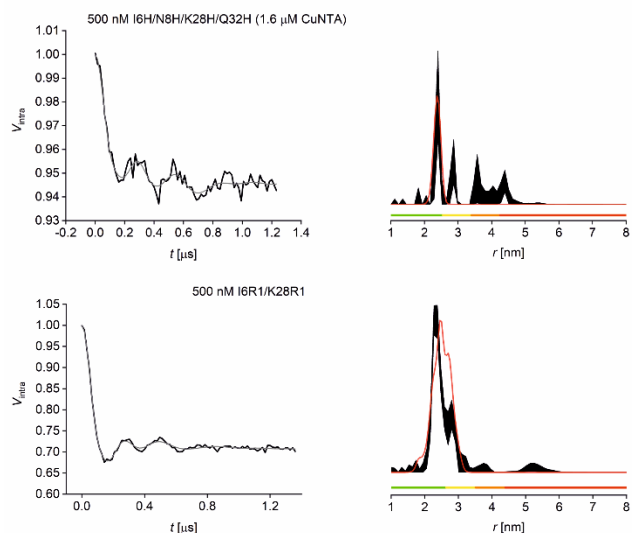 500 nM I6H/N8H/K28H/Q32H (1.6 μM CuNTA)
1.01
1.00
0.99
0.98
0.97
0.96
0.95
0.94
0.93
Vintra
-0.2 0.0 0.2 0.4 0.6 0.8 1.0 1.2 1.4
t [μs]
1 2 3 4 5 6 7 8
r [nm]
500 nM I6R1/K28R1
1.05
1.00
0.95
0.90
0.85
0.80
0.75
0.70
0.65
0.60
Vintra
0.0 0.4 0.8 1.2
t [μs]
1 2 3 4 5 6 7 8
r [nm]